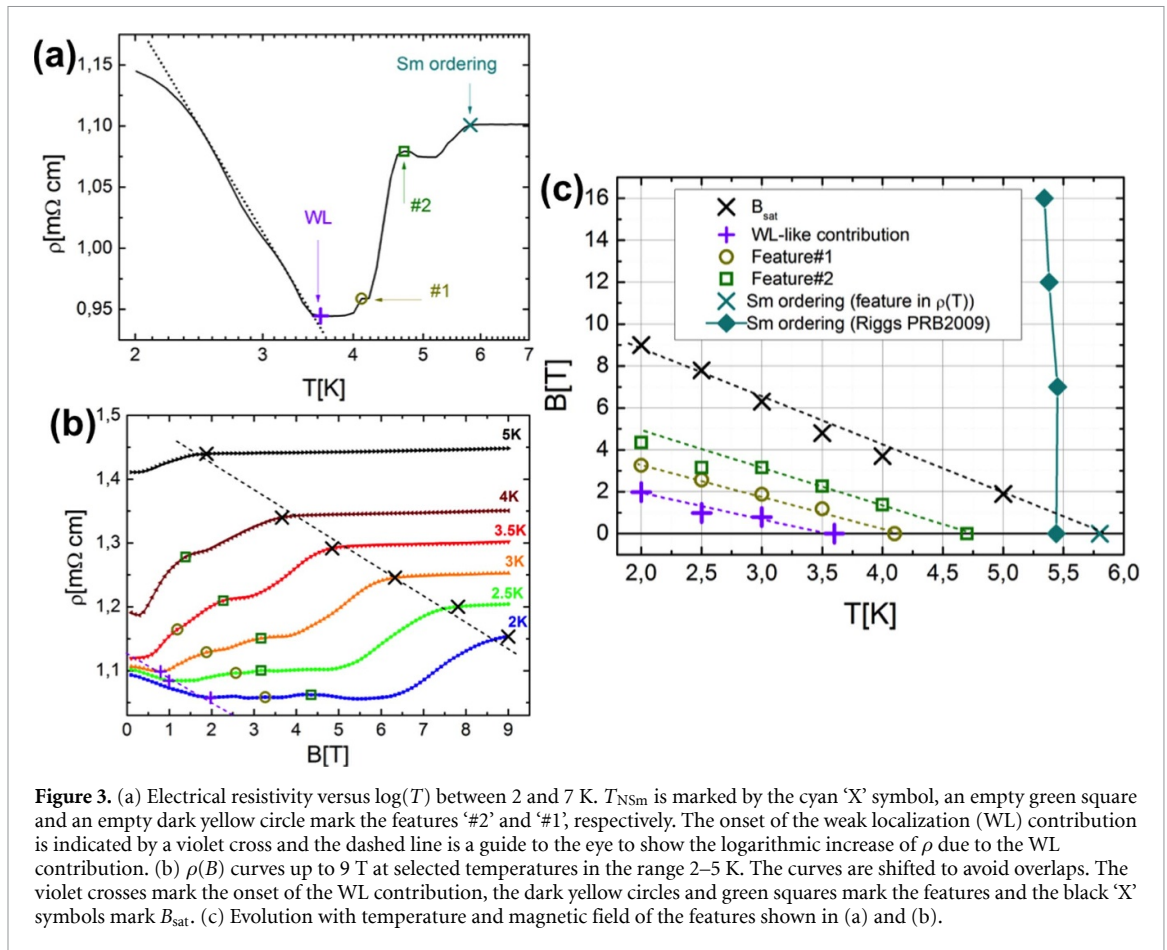 (a)
1,15
1,10
1,05
1,00
0,95
ρ[mΩ cm]
Sm ordering
#2
WL
#1
2
3
4
5
6
7
T[K]
(b)
1,5
1,4
1,3
1,2
1,1
ρ[mΩ cm]
5K
4K
3.5K
3K
2.5K
2K
0 1 2 3 4 5 6 7 8 9
B[T]
(c)
16
14
12
10
8
6
4
2
0
B[T]
B_sat
WL-like contribution
Feature#1
Feature#2
Sm ordering (feature in ρ(T))
Sm ordering (Riggs PRB2009)
2,0 2,5 3,0 3,5 4,0 4,5 5,0 5,5 6,0
T[K]
Figure 3. (a) Electrical resistivity versus log(T) between 2 and 7 K. T_NSm is marked by the cyan ‘X’ symbol, an empty green square
and an empty dark yellow circle mark the features ‘#2’ and ‘#1’, respectively. The onset of the weak localization (WL) contribution
is indicated by a violet cross and the dashed line is a guide to the eye to show the logarithmic increase of ρ due to the WL
contribution. (b) ρ(B) curves up to 9 T at selected temperatures in the range 2–5 K. The curves are shifted to avoid overlaps. The
violet crosses mark the onset of the WL contribution, the dark yellow circles and green squares mark the features and the black ‘X’
symbols mark B_sat. (c) Evolution with temperature and magnetic field of the features shown in (a) and (b).